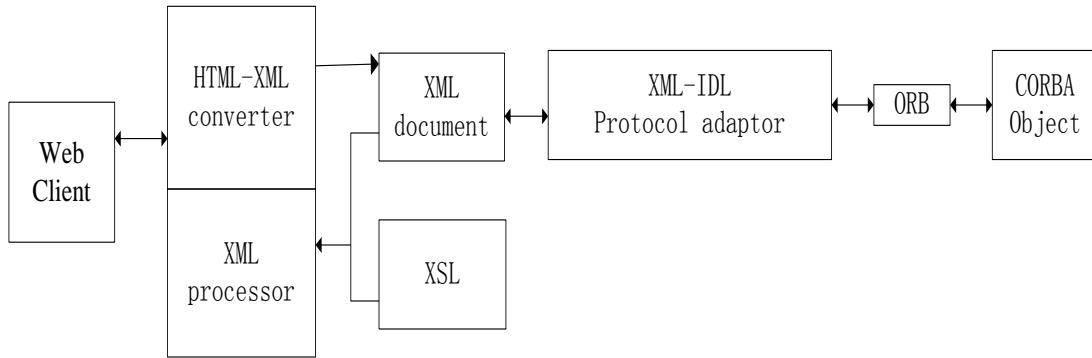 Web
Client
HTML-XML
converter
XML
processor
XML
document
XSL
XML-IDL
Protocol adaptor
ORB
CORBA
Object